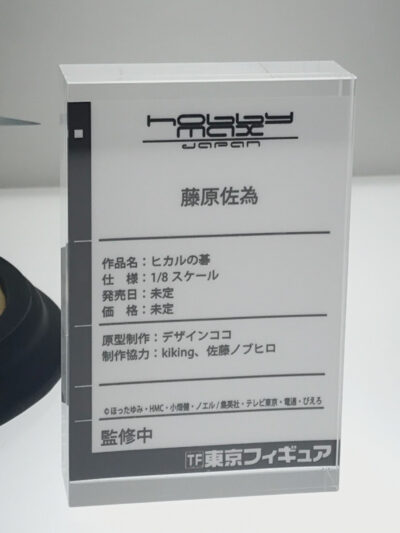 hobby
max
japan
藤原佐為
作品名：ヒカルの碁
仕　様：1/8 スケール
発売日：未定
価　格：未定
原型制作：デザインココ
制作協力：kiking、佐藤ノブヒロ
©ほったゆみ・HMC・小畑健・ノエル / 集英社・テレビ東京・電通・ぴえろ
監修中
TF 東京フィギュア